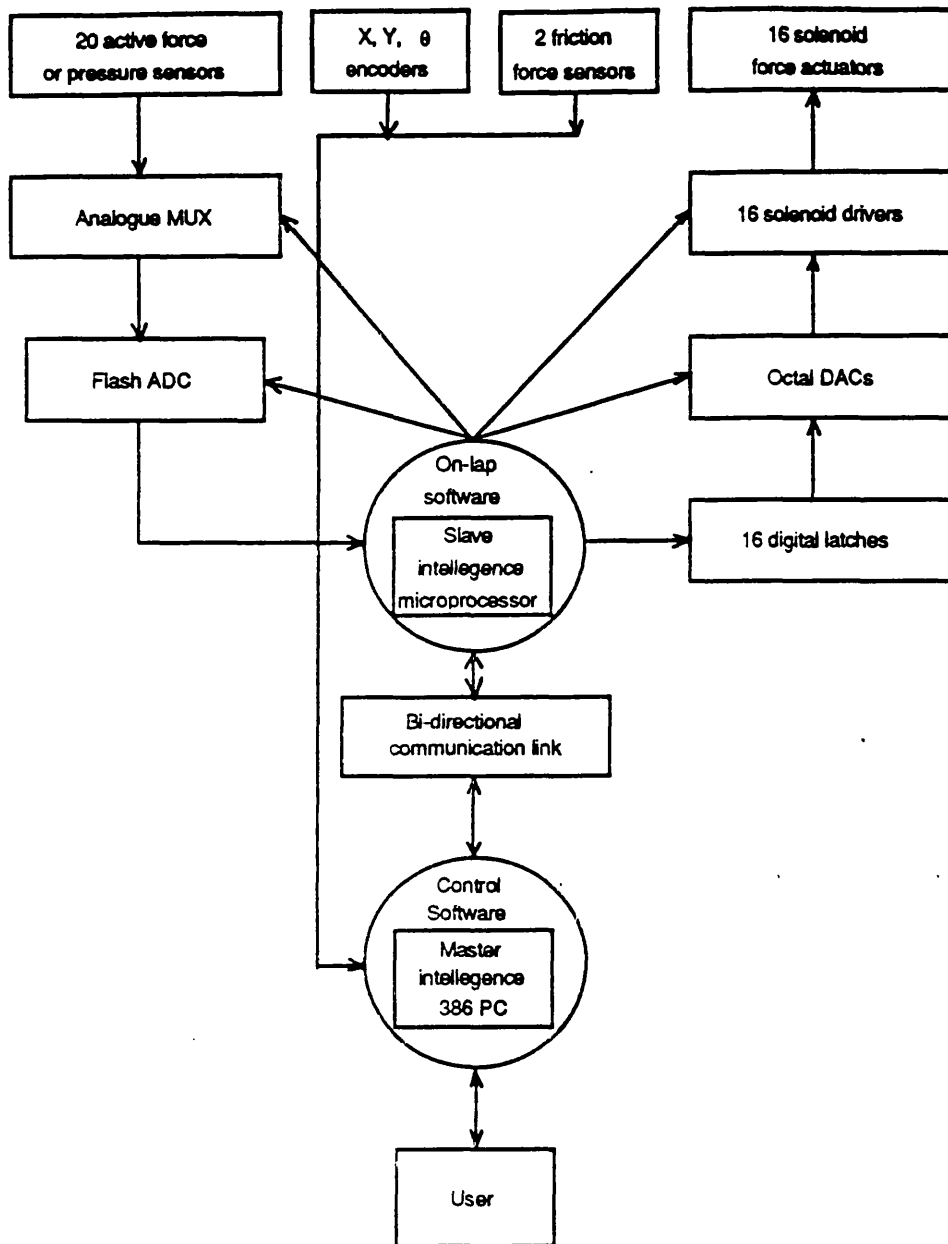 20 active force
or pressure sensors
X, Y, θ
encoders
2 friction
force sensors
16 solenoid
force actuators
Analogue MUX
16 solenoid drivers
Flash ADC
Octal DACs
On-lap
software
Slave
intellegence
microprocessor
16 digital latches
Bi-directional
communication link
Control
Software
Master
intellegence
386 PC
User